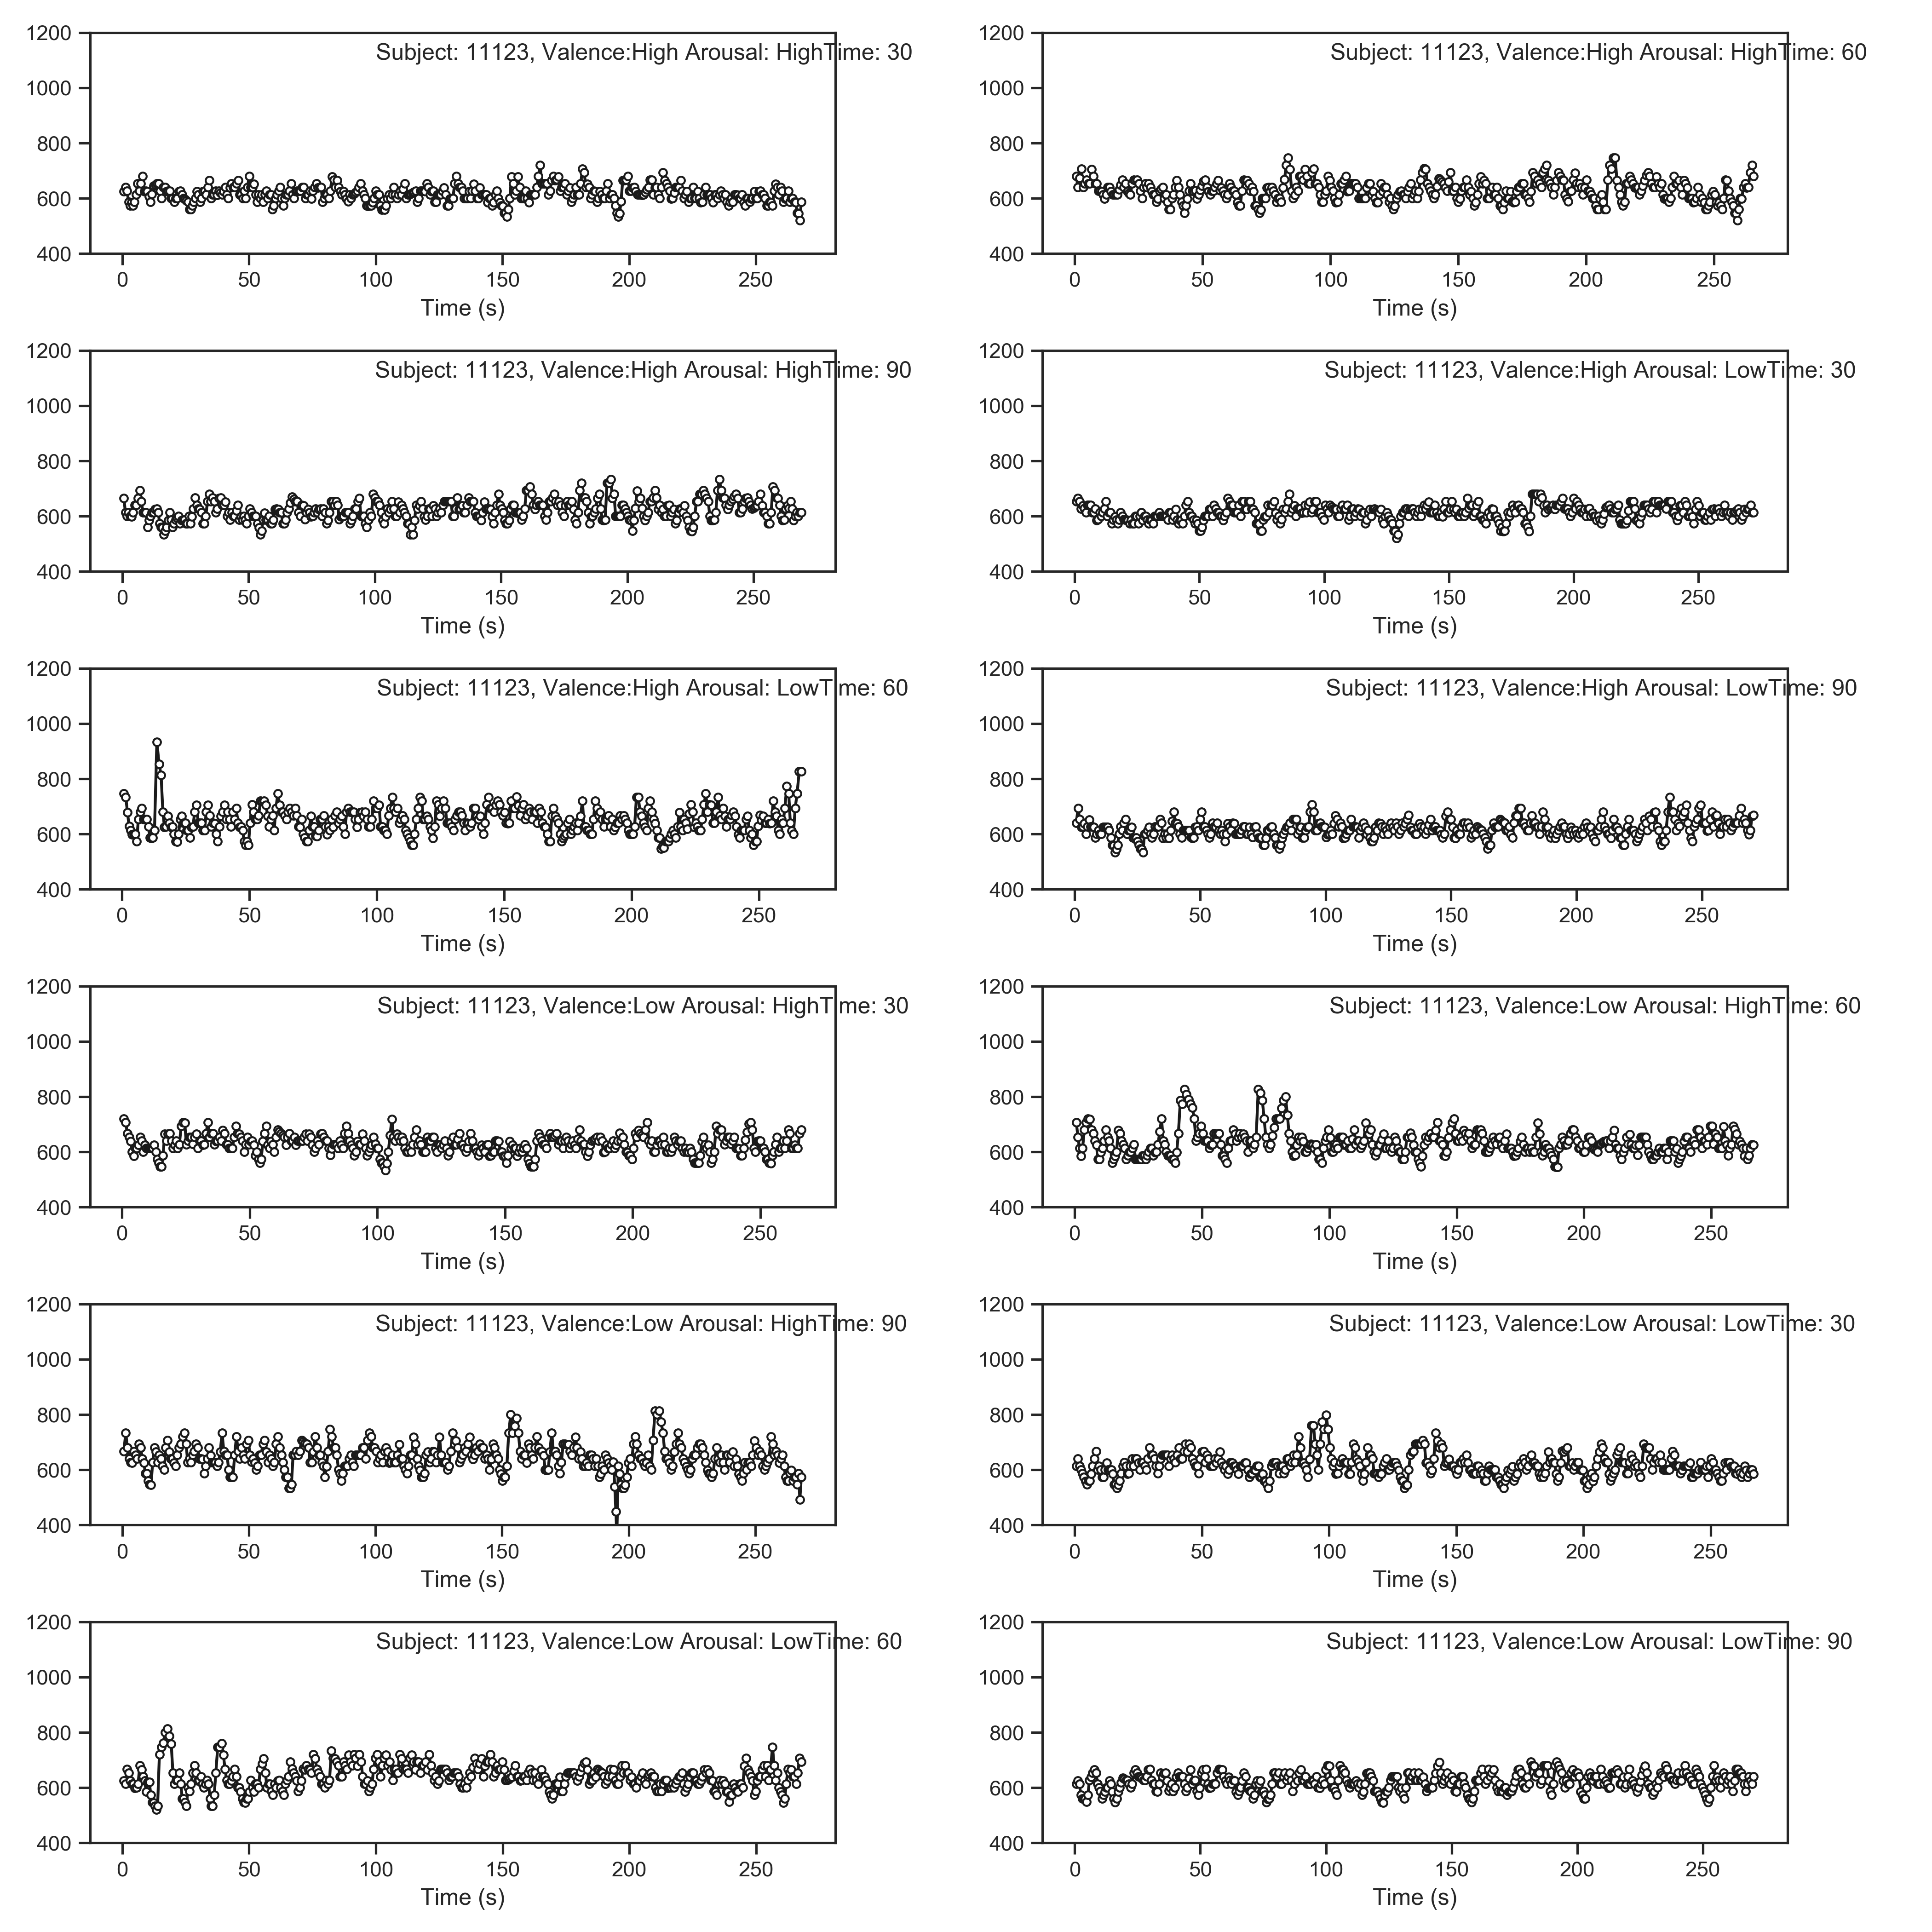 1200
Subject: 11123, Valence:High Arousal: HighTime: 30
1000
800
600
400
0 50 100 150 200 250
Time (s)
1200
Subject: 11123, Valence:High Arousal: HighTime: 60
1000
800
600
400
0 50 100 150 200 250
Time (s)
1200
Subject: 11123, Valence:High Arousal: HighTime: 90
1000
800
600
400
0 50 100 150 200 250
Time (s)
1200
Subject: 11123, Valence:High Arousal: LowTime: 30
1000
800
600
400
0 50 100 150 200 250
Time (s)
1200
Subject: 11123, Valence:High Arousal: LowTime: 60
1000
800
600
400
0 50 100 150 200 250
Time (s)
1200
Subject: 11123, Valence:High Arousal: LowTime: 90
1000
800
600
400
0 50 100 150 200 250
Time (s)
1200
Subject: 11123, Valence:Low Arousal: HighTime: 30
1000
800
600
400
0 50 100 150 200 250
Time (s)
1200
Subject: 11123, Valence:Low Arousal: HighTime: 60
1000
800
600
400
0 50 100 150 200 250
Time (s)
1200
Subject: 11123, Valence:Low Arousal: HighTime: 90
1000
800
600
400
0 50 100 150 200 250
Time (s)
1200
Subject: 11123, Valence:Low Arousal: LowTime: 30
1000
800
600
400
0 50 100 150 200 250
Time (s)
1200
Subject: 11123, Valence:Low Arousal: LowTime: 60
1000
800
600
400
0 50 100 150 200 250
Time (s)
1200
Subject: 11123, Valence:Low Arousal: LowTime: 90
1000
800
600
400
0 50 100 150 200 250
Time (s)